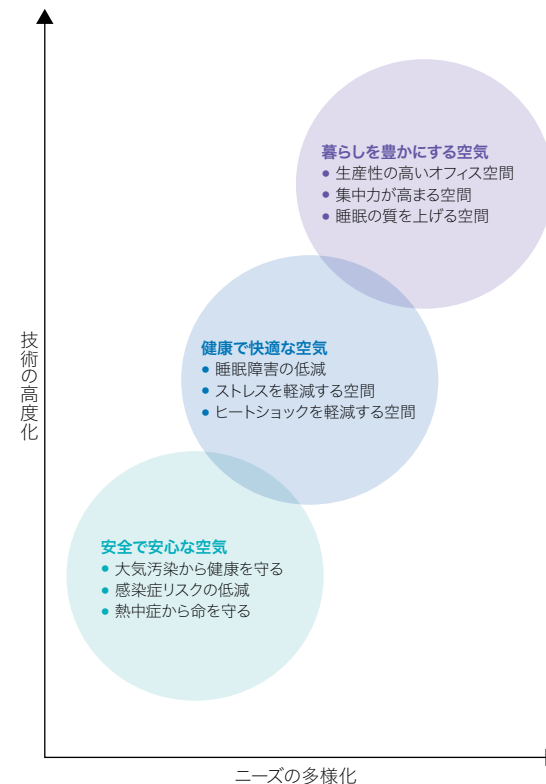 暮らしを豊かにする空気
● 生産性の高いオフィス空間
● 集中力が高まる空間
● 睡眠の質を上げる空間
技術の高度化
健康で快適な空気
● 睡眠障害の低減
● ストレスを軽減する空間
● ヒートショックを軽減する空間
安全で安心な空気
● 大気汚染から健康を守る
● 感染症リスクの低減
● 熱中症から命を守る
ニーズの多様化